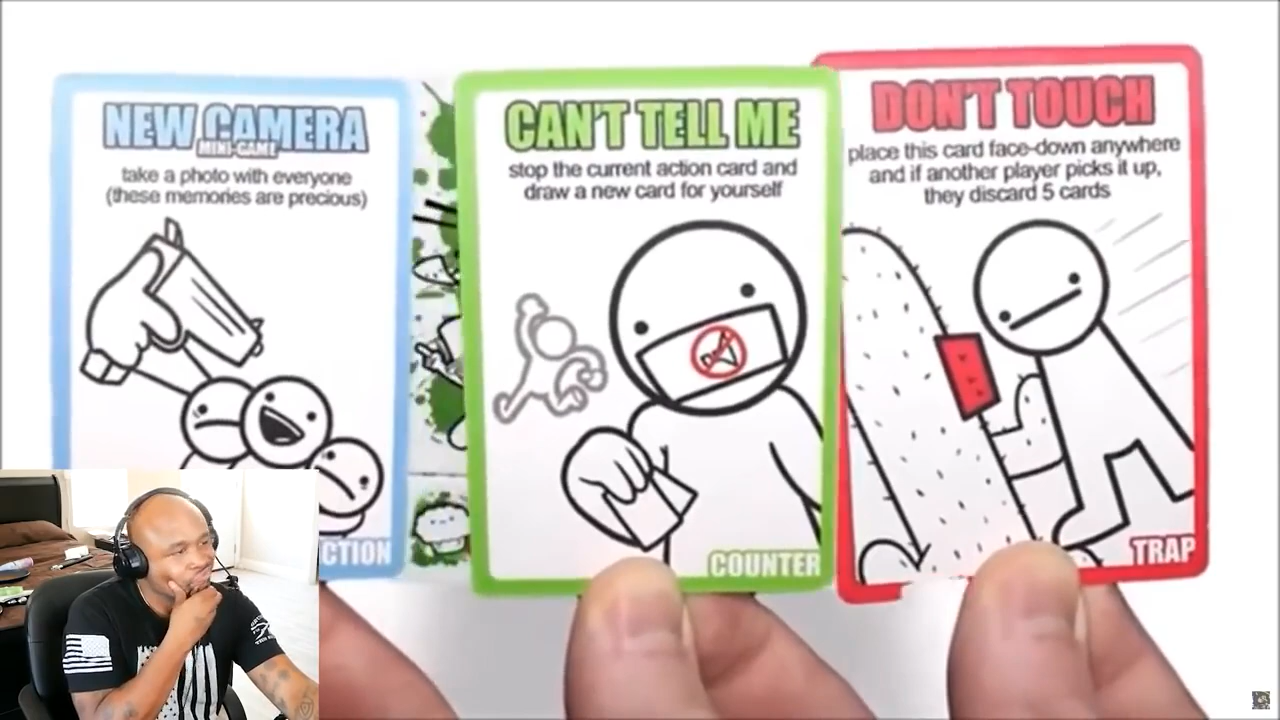 NEW CAMERA
MINI-GAME
take a photo with everyone
(these memories are precious)
CTION
CAN'T TELL ME
stop the current action card and
draw a new card for yourself
COUNTER
DON'T TOUCH
place this card face-down anywhere
and if another player picks it up,
they discard 5 cards
TRAP